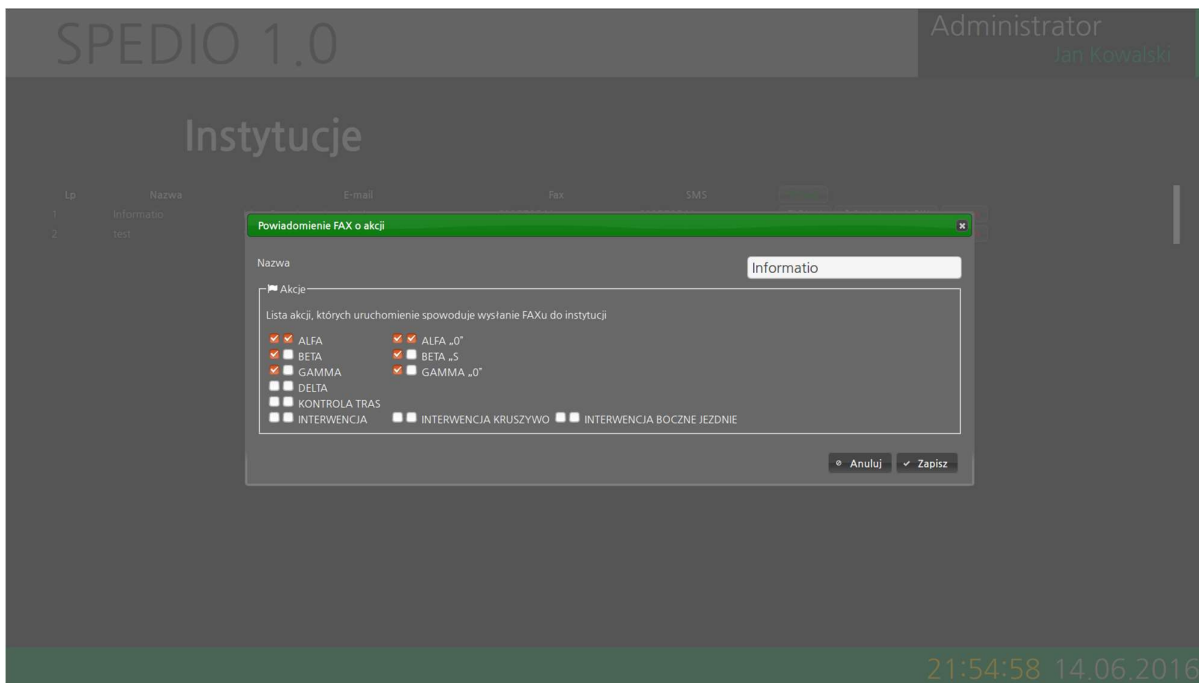 SPEDIO 1.0
Administrator
Jan Kowalski
Instytucje
Lp Nazwa E-mail Fax SMS
1 Informatio
2 test
Powiadomienie FAX o akcji
Nazwa Informatio
Akcje
Lista akcji, których uruchomienie spowoduje wysłanie FAXu do instytucji
ALFA ALFA „0”
BETA BETA „S
GAMMA GAMMA „0”
DELTA
KONTROLA TRAS
INTERWENCJA INTERWENCJA KRUSZYWO INTERWENCJA BOCZNE JEZDNIE
Anuluj Zapisz
21:54:58 14.06.2016